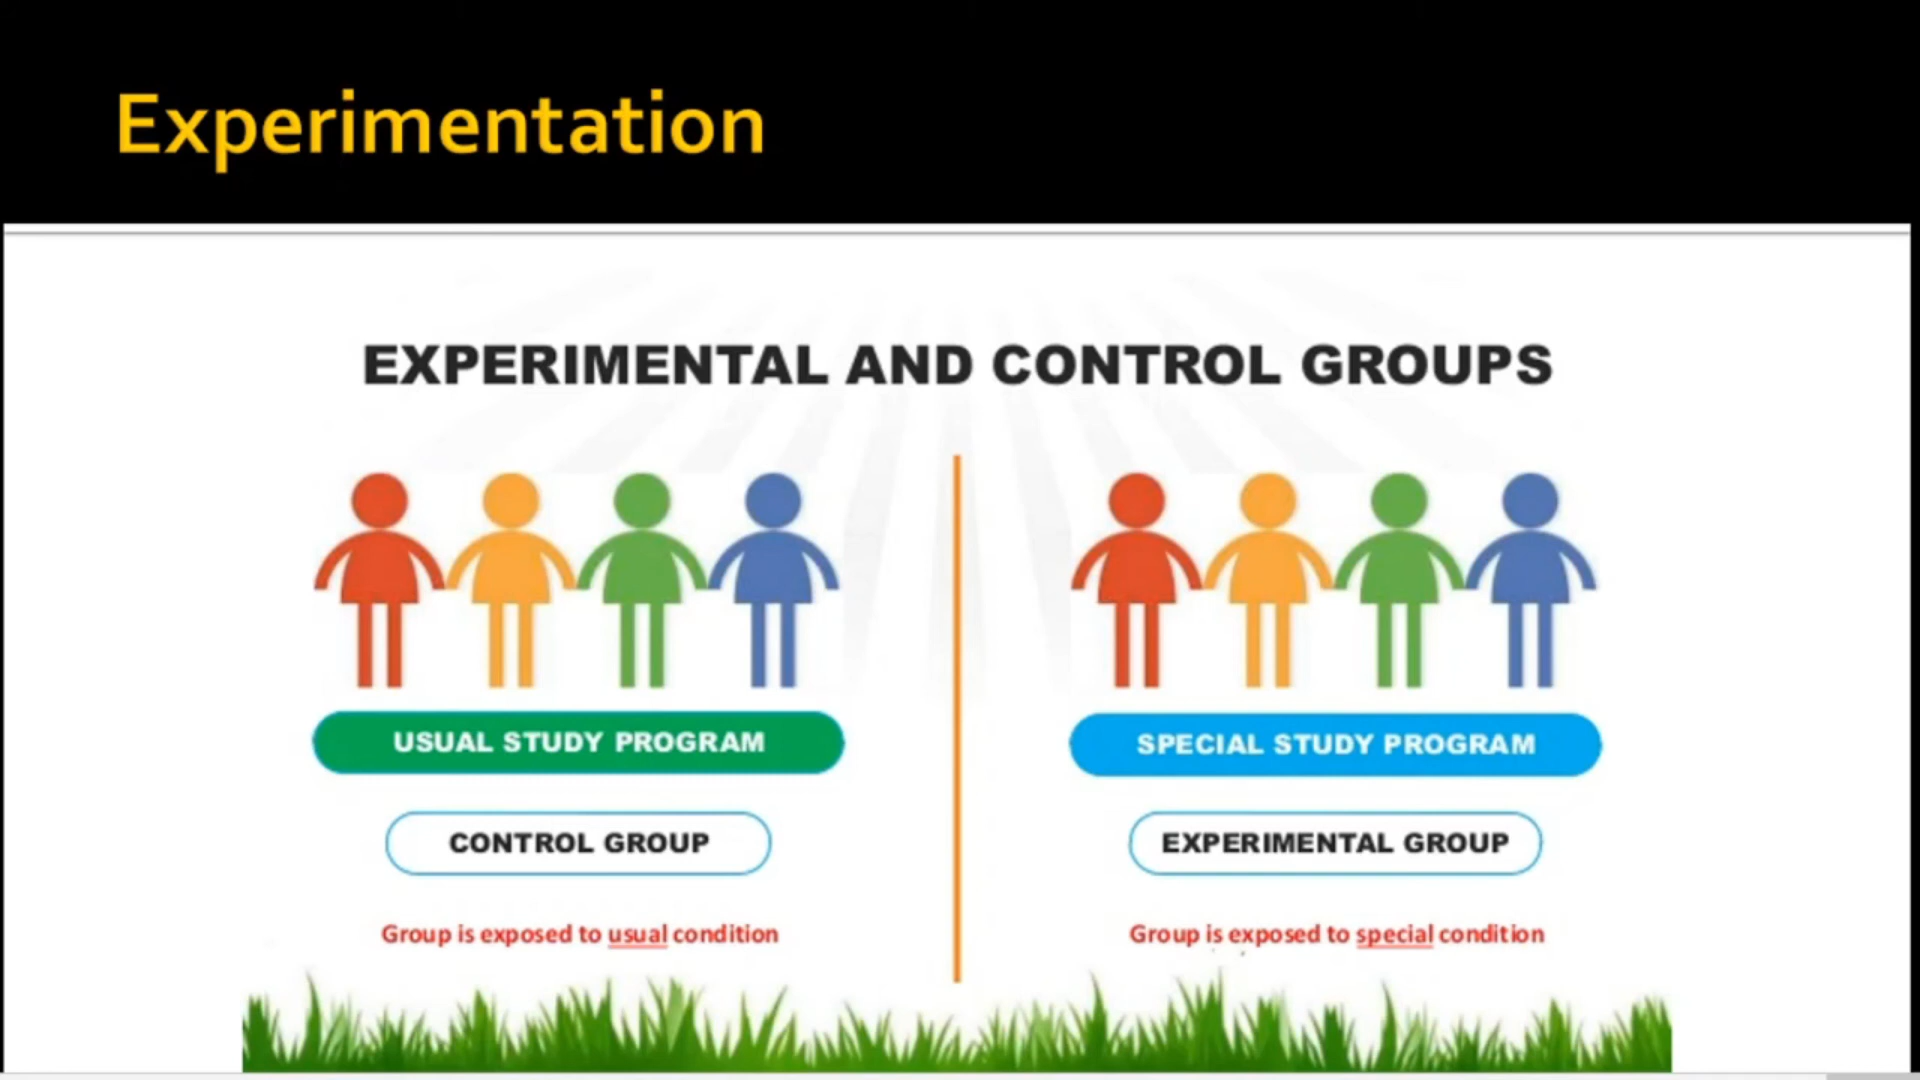 Experimentation
EXPERIMENTAL AND CONTROL GROUPS
USUAL STUDY PROGRAM
CONTROL GROUP
Group is exposed to usual condition
SPECIAL STUDY PROGRAM
EXPERIMENTAL GROUP
Group is exposed to special condition